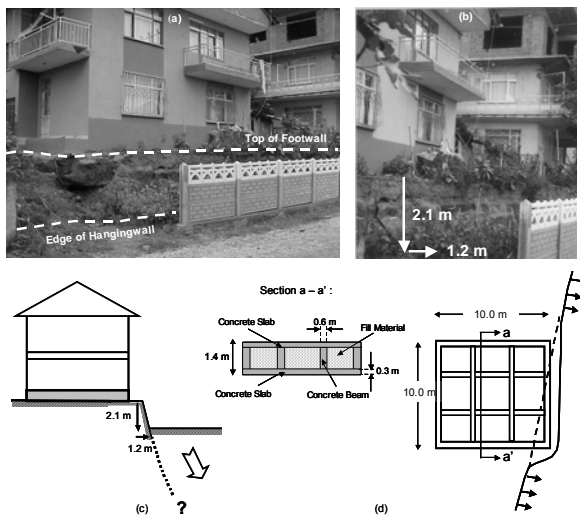 (a)
Top of Footwall
Edge of Hangingwall
(b)
2.1 m
1.2 m
2.1 m
1.2 m
?
(c)
Section a – a' :
0.6 m
Concrete Slab
Fill Material
1.4 m
0.3 m
Concrete Slab
Concrete Beam
(d)
10.0 m
a
10.0 m
a'